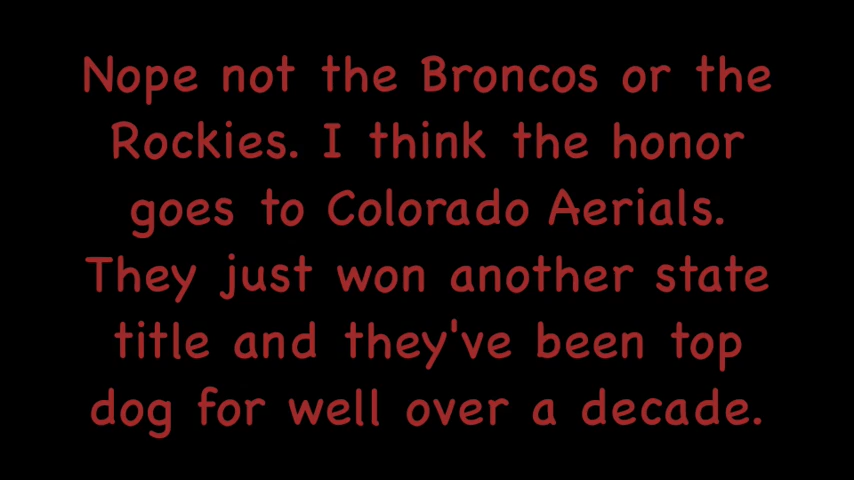 Nope not the Broncos or the
Rockies. I think the honor
goes to Colorado Aerials.
They just won another state
title and they've been top
dog for well over a decade.